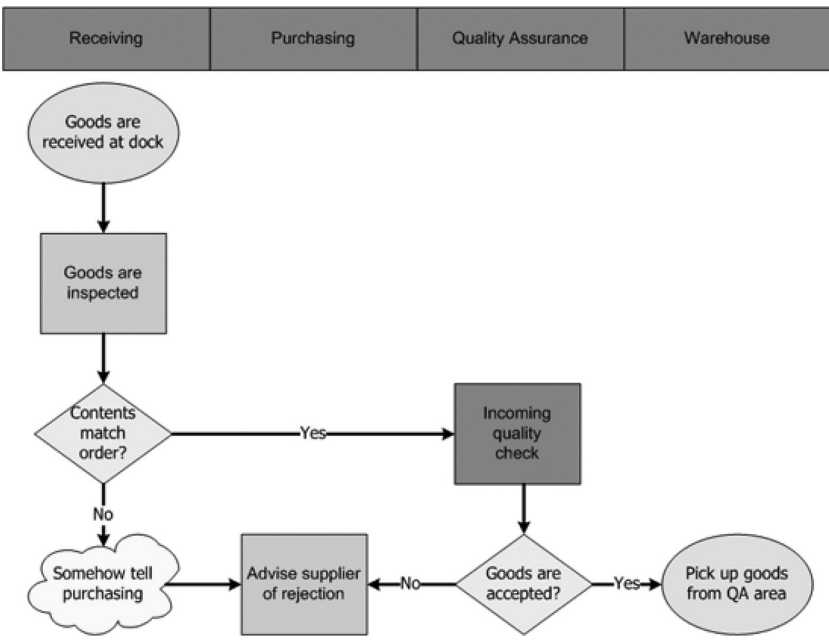 Receiving
Purchasing
Quality Assurance
Warehouse
Goods are
received at dock
Goods are
inspected
Contents
match
order?
Yes
Incoming
quality
check
No
Somehow tell
purchasing
Advise supplier
of rejection
No
Goods are
accepted?
Yes
Pick up goods
from QA area